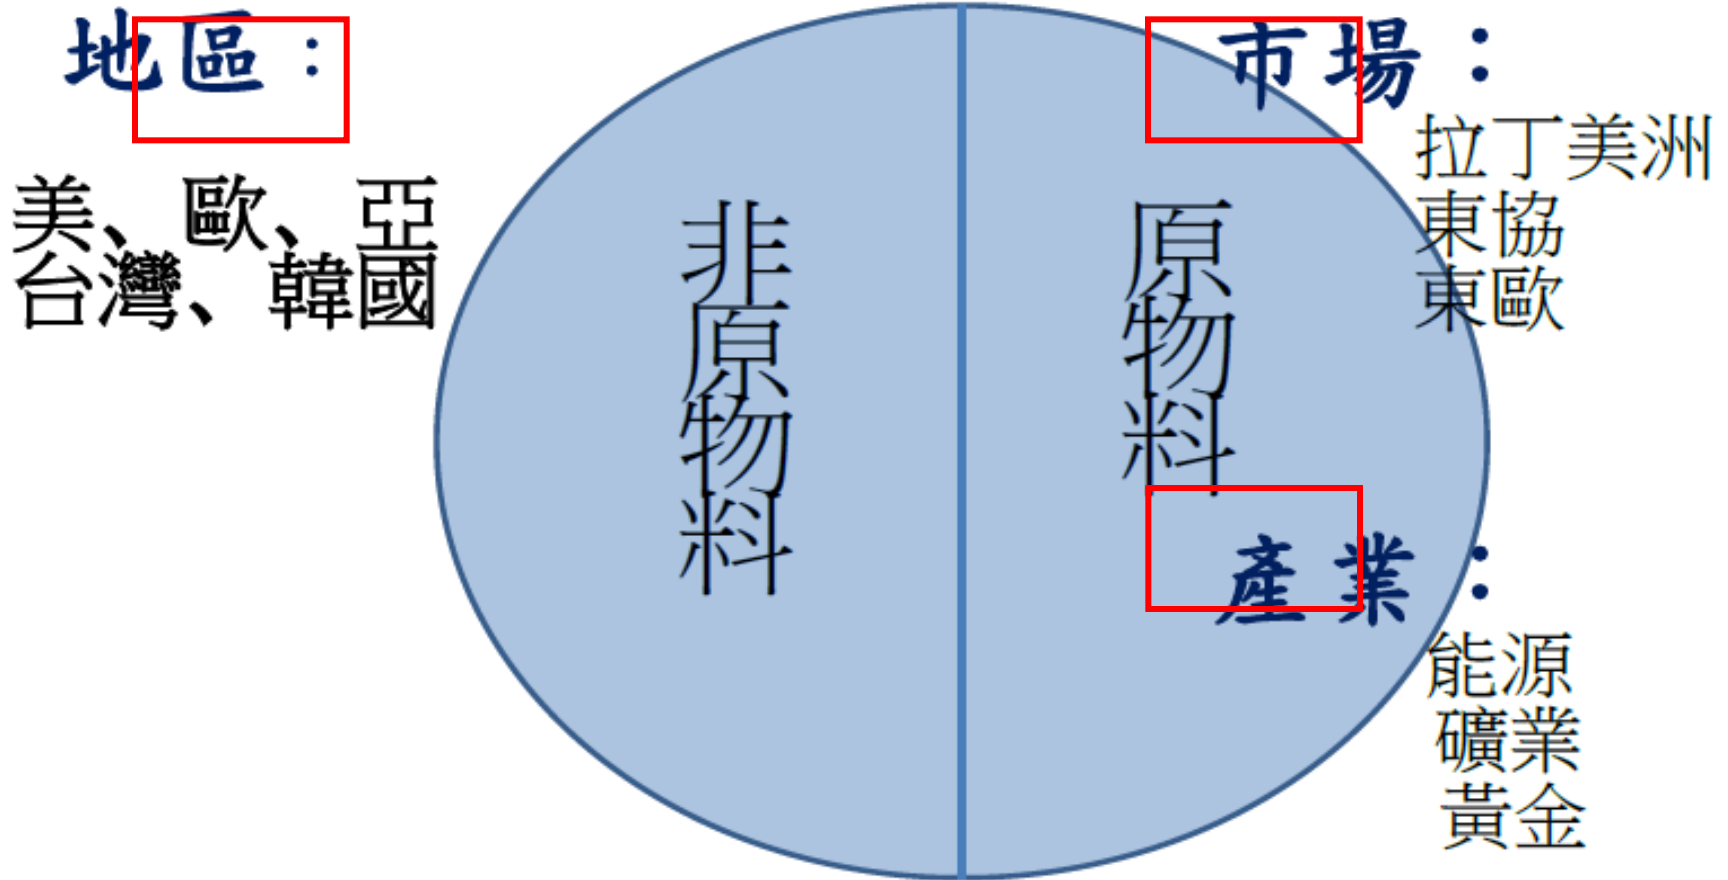 地區：
美、歐、亞
台灣、韓國
非原物料
原物料
市場：
拉丁美洲
東協
東歐
產業：
能源
礦業
黃金